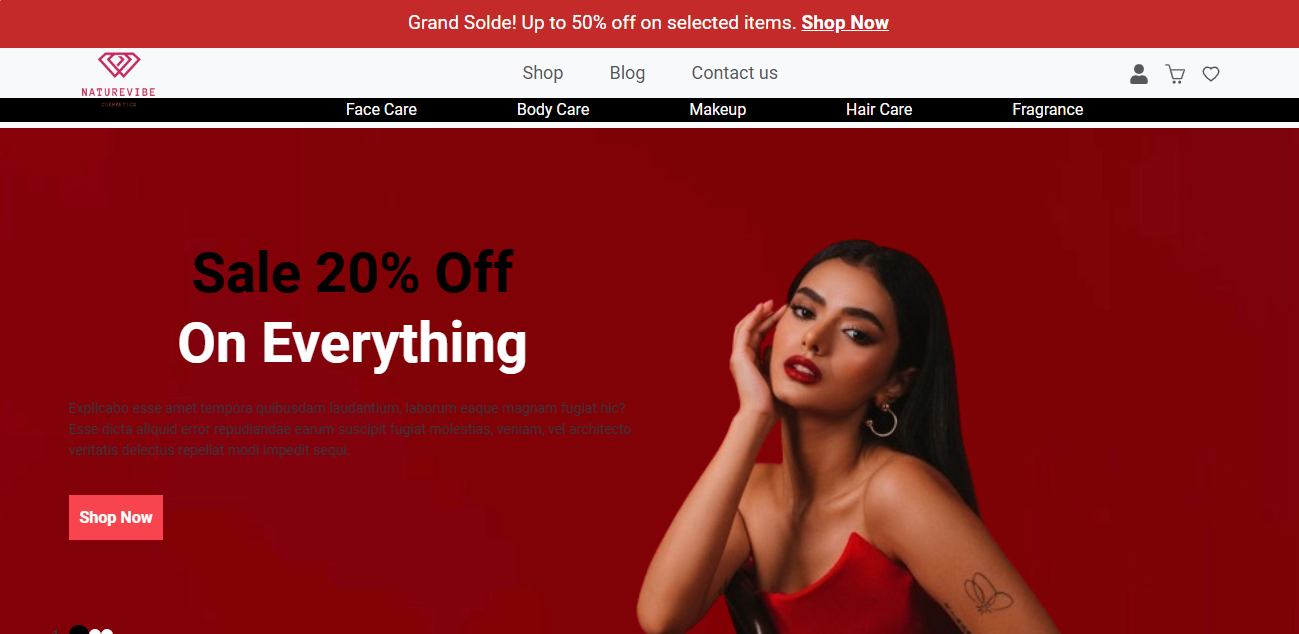 Grand Solde! Up to 50% off on selected items. Shop Now
NATUREVIBE
COSMETICS
Shop Blog Contact us
Face Care Body Care Makeup Hair Care Fragrance
Sale 20% Off
On Everything
Explicabo esse amet tempora quibusdam laudantium, laborum eaque magnam fugiat hic?
Esse dicta aliquid error repudiandae earum suscipit fugiat molestias, veniam, vel architecto
veritatis delectus repellat modi impedit sequi.
Shop Now